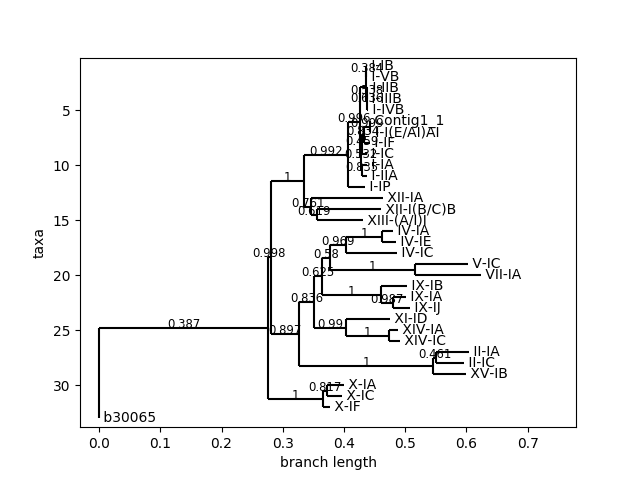 I-IB
0.384
I-VB
I-IIB
I-IIIB
I-IVB
0.996
Contig1_1
I-I(E/AI)AI
I-IF
I-IC
I-IA
I-IIA
0.992
I-IP
1
XII-IA
0.751
XII-I(B/C)B
0.619
XIII-(A/I)J
IV-IA
1
IV-IE
0.969
IV-IC
0.58
V-IC
1
VII-IA
0.998
0.625
IX-IB
1
IX-IA
0.987
IX-IJ
0.836
XI-ID
0.387
0.897
0.99
XIV-IA
1
XIV-IC
II-IA
0.461
II-IC
1
XV-IB
X-IA
0.817
X-IC
1
X-IF
b30065
5
10
15
20
25
30
taxa
0.0 0.1 0.2 0.3 0.4 0.5 0.6 0.7
branch length